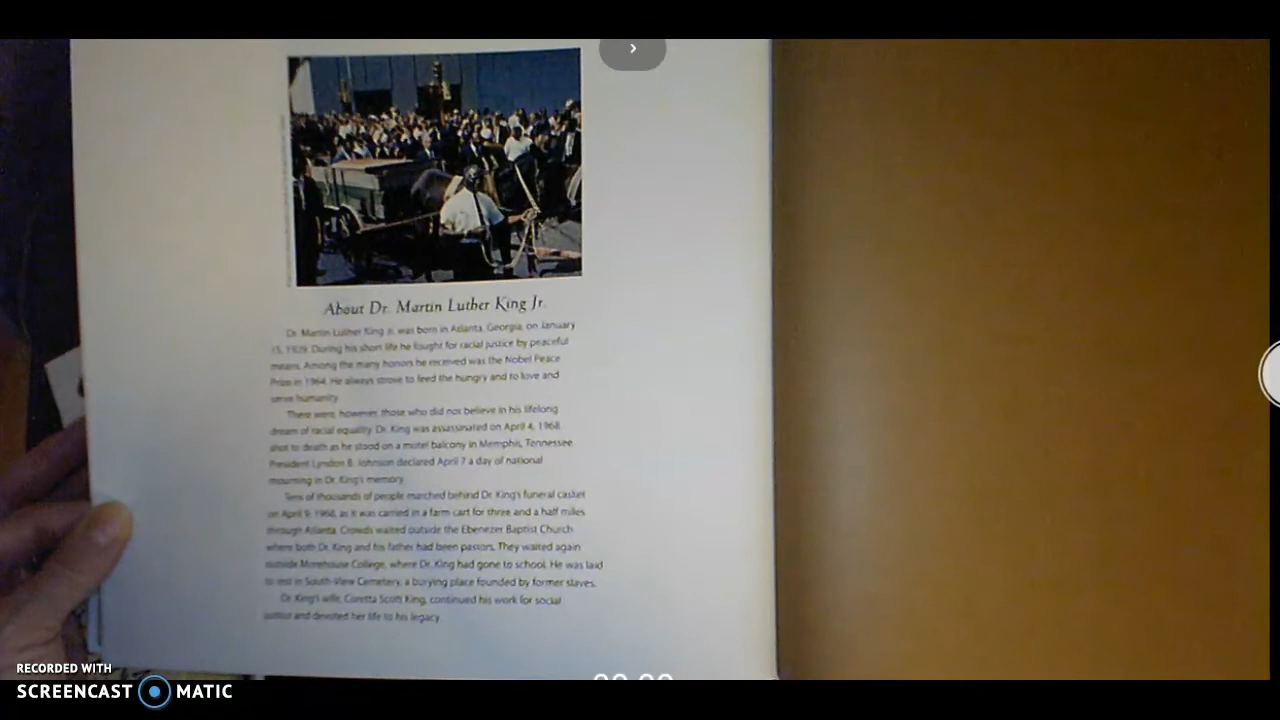 About Dr. Martin Luther King Jr.
Dr. Martin Luther King Jr. was born in Atlanta, Georgia, on January
15, 1929. During his short life he fought for racial justice by peaceful
means. Among the many honors he received was the Nobel Peace
Prize in 1964. He always strove to feed the hungry and to love and
serve humanity.
There were, however, those who did not believe in his lifelong
dream of racial equality. Dr. King was assassinated on April 4, 1968,
shot to death as he stood on a motel balcony in Memphis, Tennessee.
President Lyndon B. Johnson declared April 7 a day of national
mourning in Dr. King's memory.
Tens of thousands of people marched behind Dr. King's funeral casket
on April 9, 1968, as it was carried in a farm cart for three and a half miles
through Atlanta. Crowds waited outside the Ebenezer Baptist Church
where both Dr. King and his father had been pastors. They waited again
outside Morehouse College, where Dr. King had gone to school. He was laid
to rest in South-View Cemetery, a burying place founded by former slaves.
Dr. King's wife, Coretta Scott King, continued his work for social
justice and devoted her life to his legacy.
RECORDED WITH
SCREENCAST MATIC